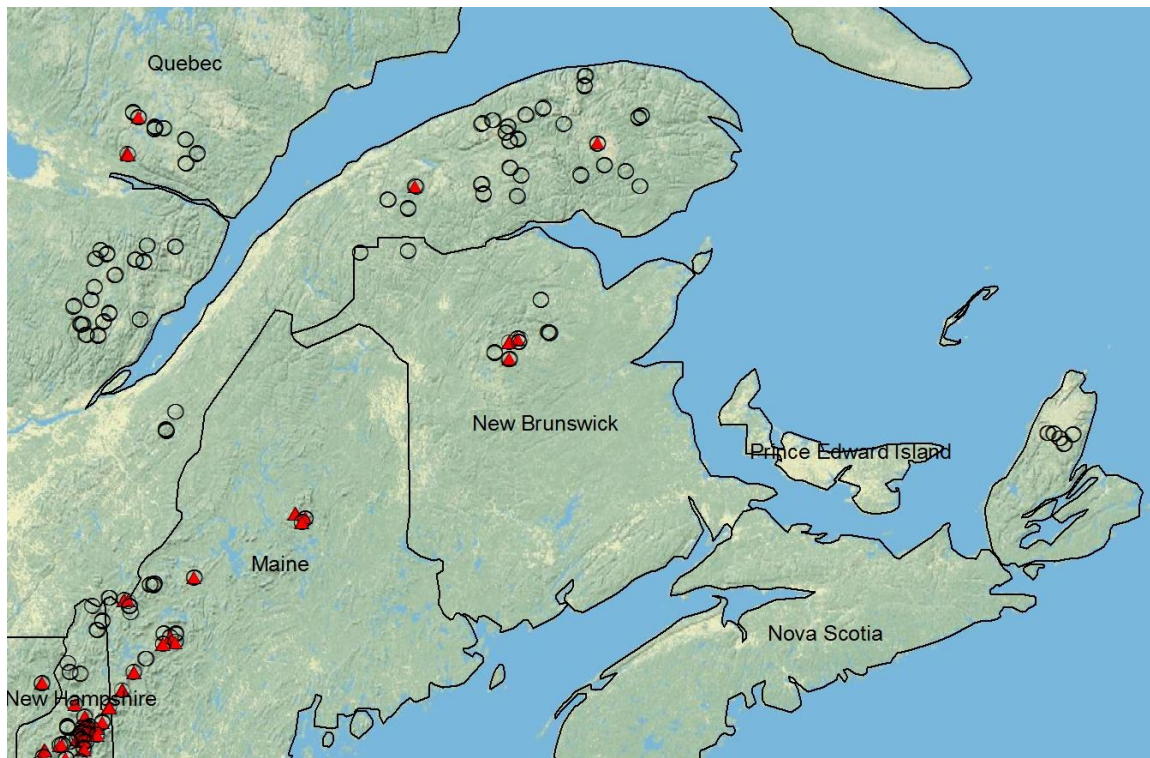 Quebec
New Brunswick
Prince Edward Island
Maine
Nova Scotia
New Hampshire